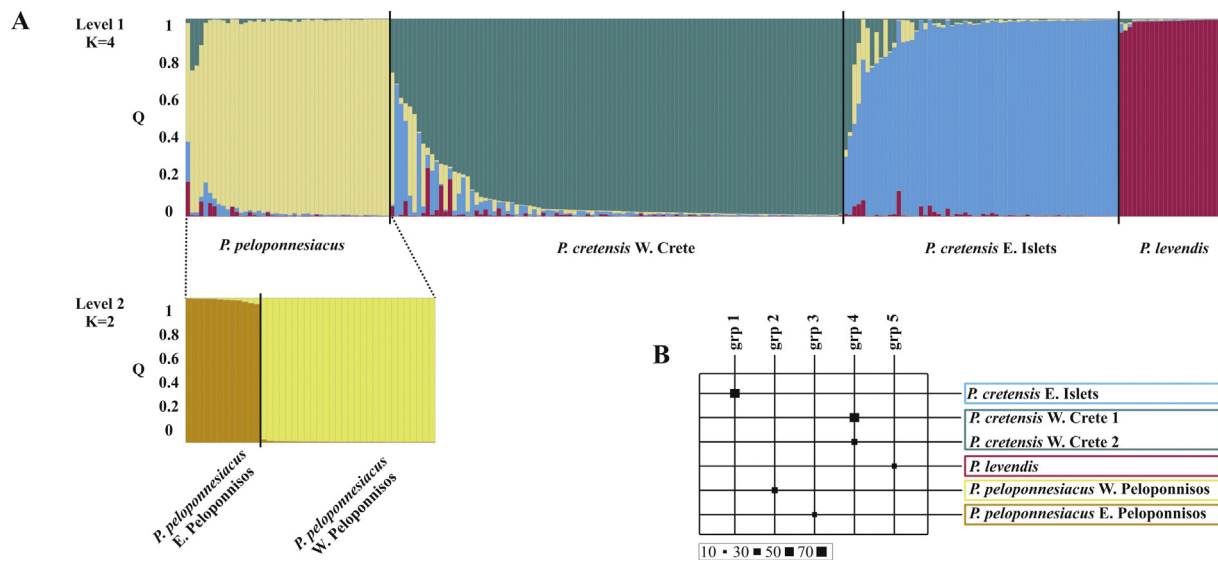 A
Level 1
K=4
1
0.8
0.6
Q
0.4
0.2
0
P. peloponnesiacus
P. cretensis W. Crete
P. cretensis E. Islets
P. levendis
Level 2
K=2
1
0.8
0.6
Q
0.4
0.2
0
P. peloponnesiacus
E. Peloponnisos
P. peloponnesiacus
W. Peloponnisos
B
grp 1
grp 2
grp 3
grp 4
grp 5
P. cretensis E. Islets
P. cretensis W. Crete 1
P. cretensis W. Crete 2
P. levendis
P. peloponnesiacus W. Peloponnisos
P. peloponnesiacus E. Peloponnisos
10 30 50 70